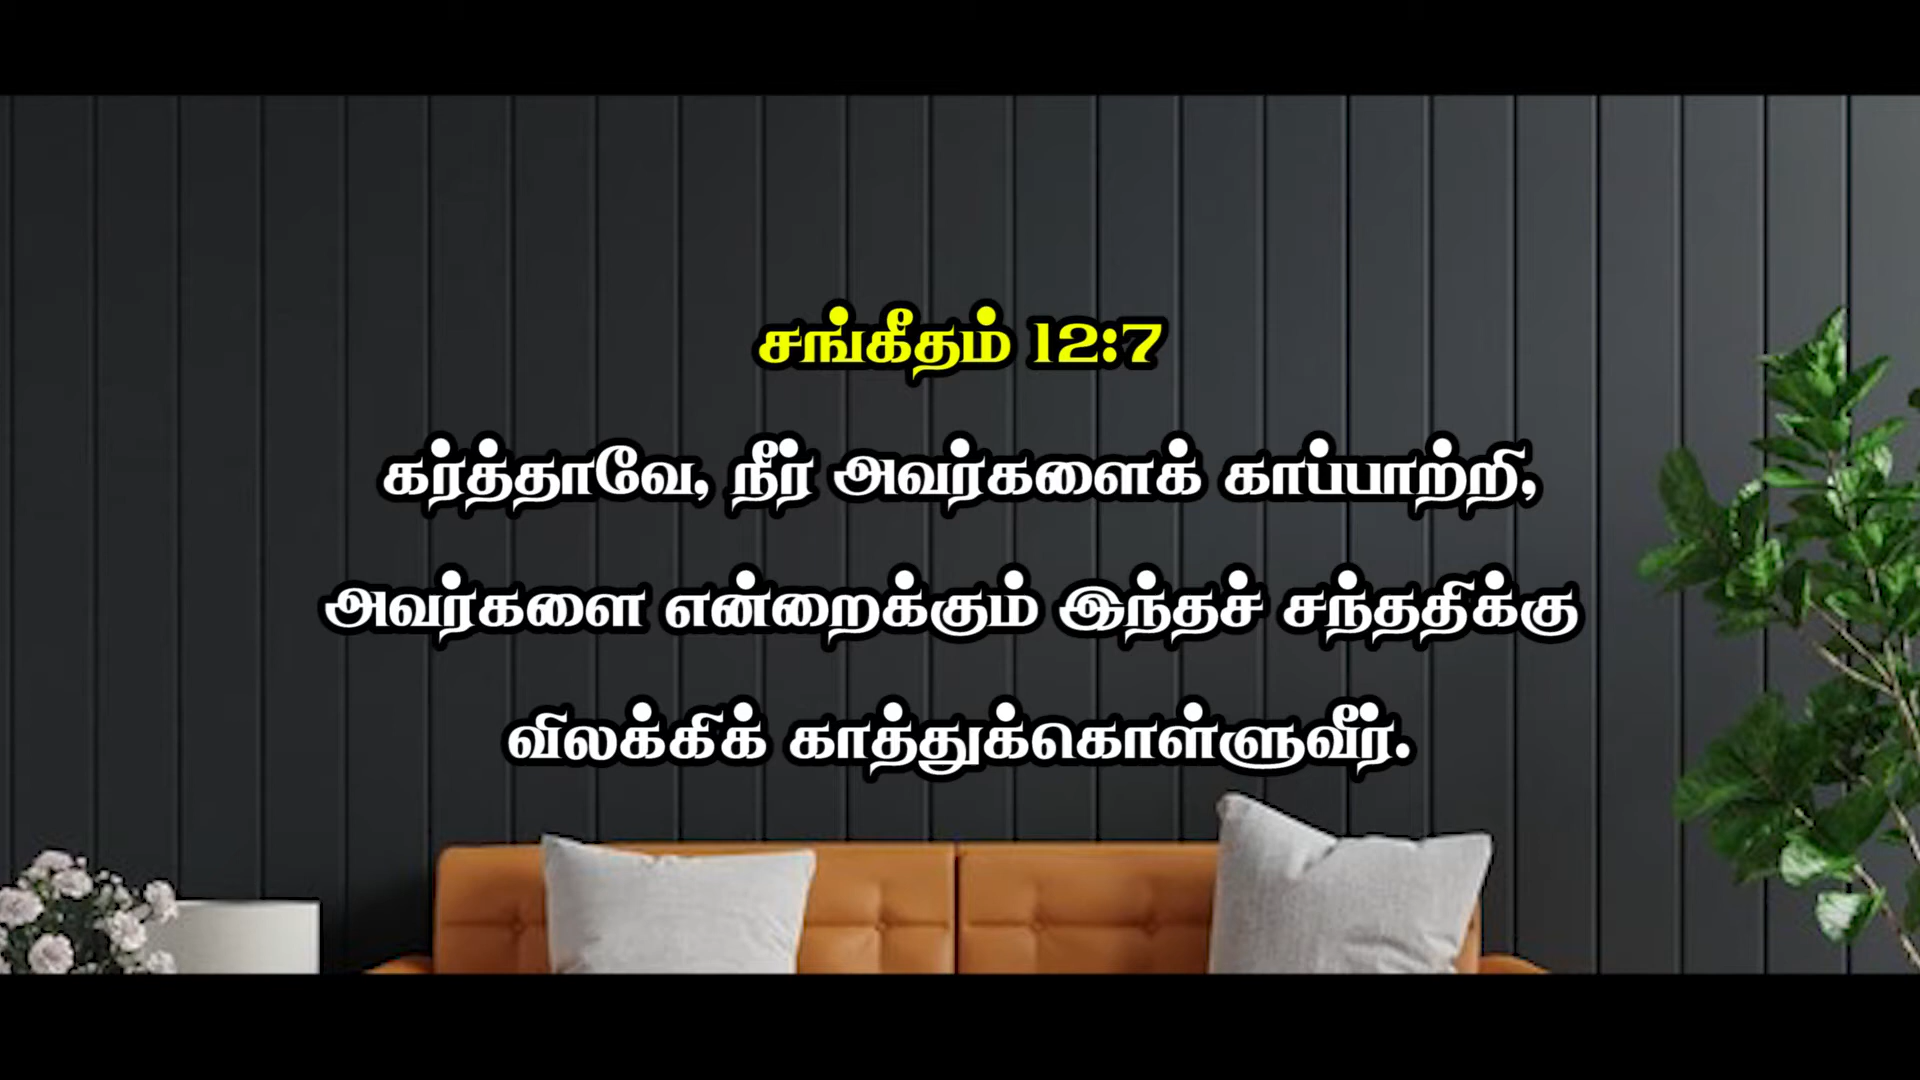 சங்கீதம் 12:7
கர்த்தாவே, நீர் அவர்களைக் காப்பாற்றி,
அவர்களை என்றைக்கும் இந்தச் சந்ததிக்கு
விலக்கிக் காத்துக்கொள்ளுவீர்.